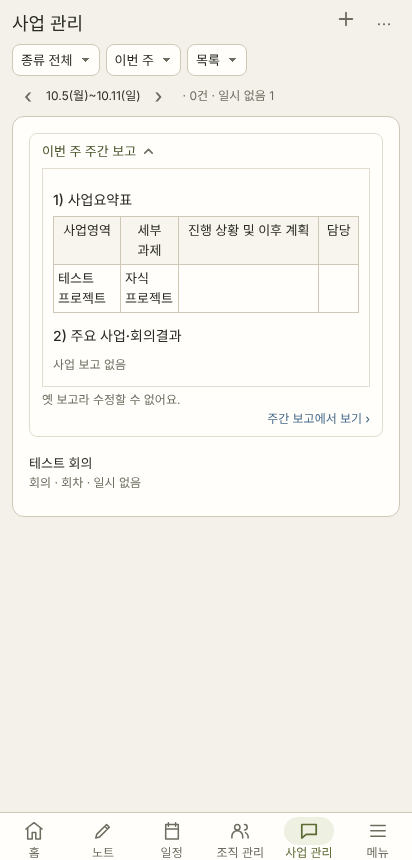 사업 관리
종류 전체
이번 주
목록
10.5(월)~10.11(일)
· 0건 · 일시 없음 1
이번 주 주간 보고
1) 사업요약표
사업영역 세부 과제 진행 상황 및 이후 계획 담당
테스트 프로젝트 자식 프로젝트
2) 주요 사업·회의결과
사업 보고 없음
옛 보고라 수정할 수 없어요.
주간 보고에서 보기 ›
테스트 회의
회의 · 회차 · 일시 없음
홈 노트 일정 조직 관리 사업 관리 메뉴